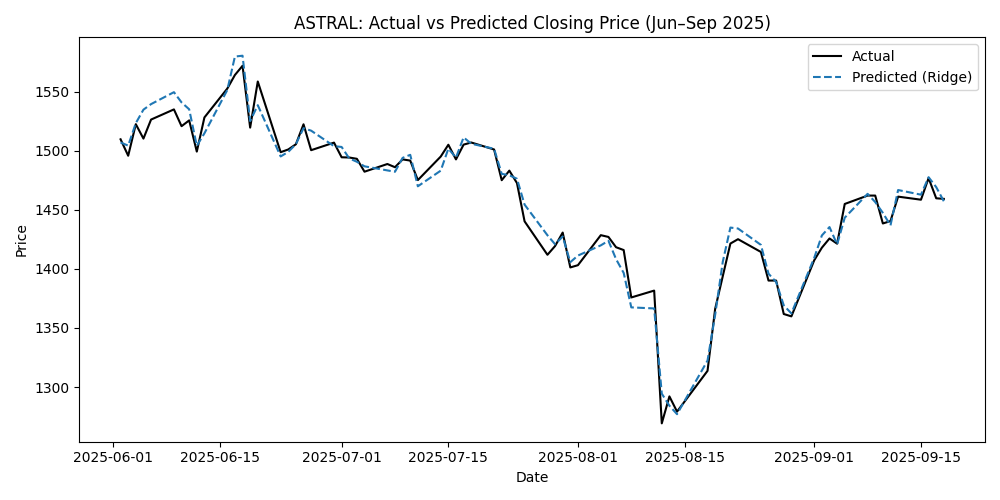 ASTRAL: Actual vs Predicted Closing Price (Jun–Sep 2025)
Actual
Predicted (Ridge)
Price
1550
1500
1450
1400
1350
1300
2025-06-01 2025-06-15 2025-07-01 2025-07-15 2025-08-01 2025-08-15 2025-09-01 2025-09-15
Date